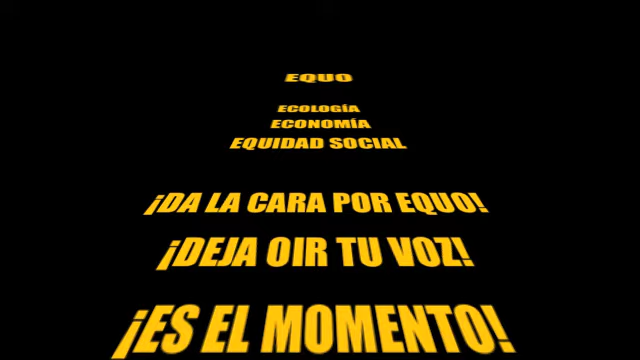 EQUO
ECOLOGÍA
ECONOMÍA
EQUIDAD SOCIAL
¡DA LA CARA POR EQUO!
¡DEJA OIR TU VOZ!
¡ES EL MOMENTO!